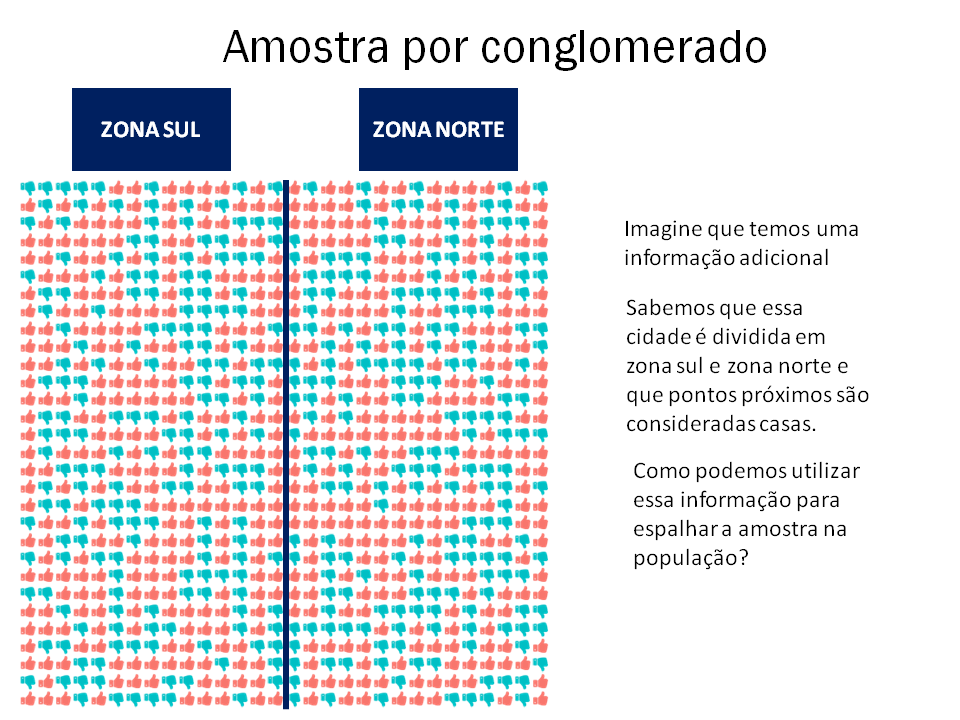 Amostra por conglomerado
ZONA SUL
ZONA NORTE
Imagine que temos uma
informação adicional
Sabemos que essa
cidade é dividida em
zona sul e zona norte e
que pontos próximos são
consideradas casas.
Como podemos utilizar
essa informação para
espalhar a amostra na
população?